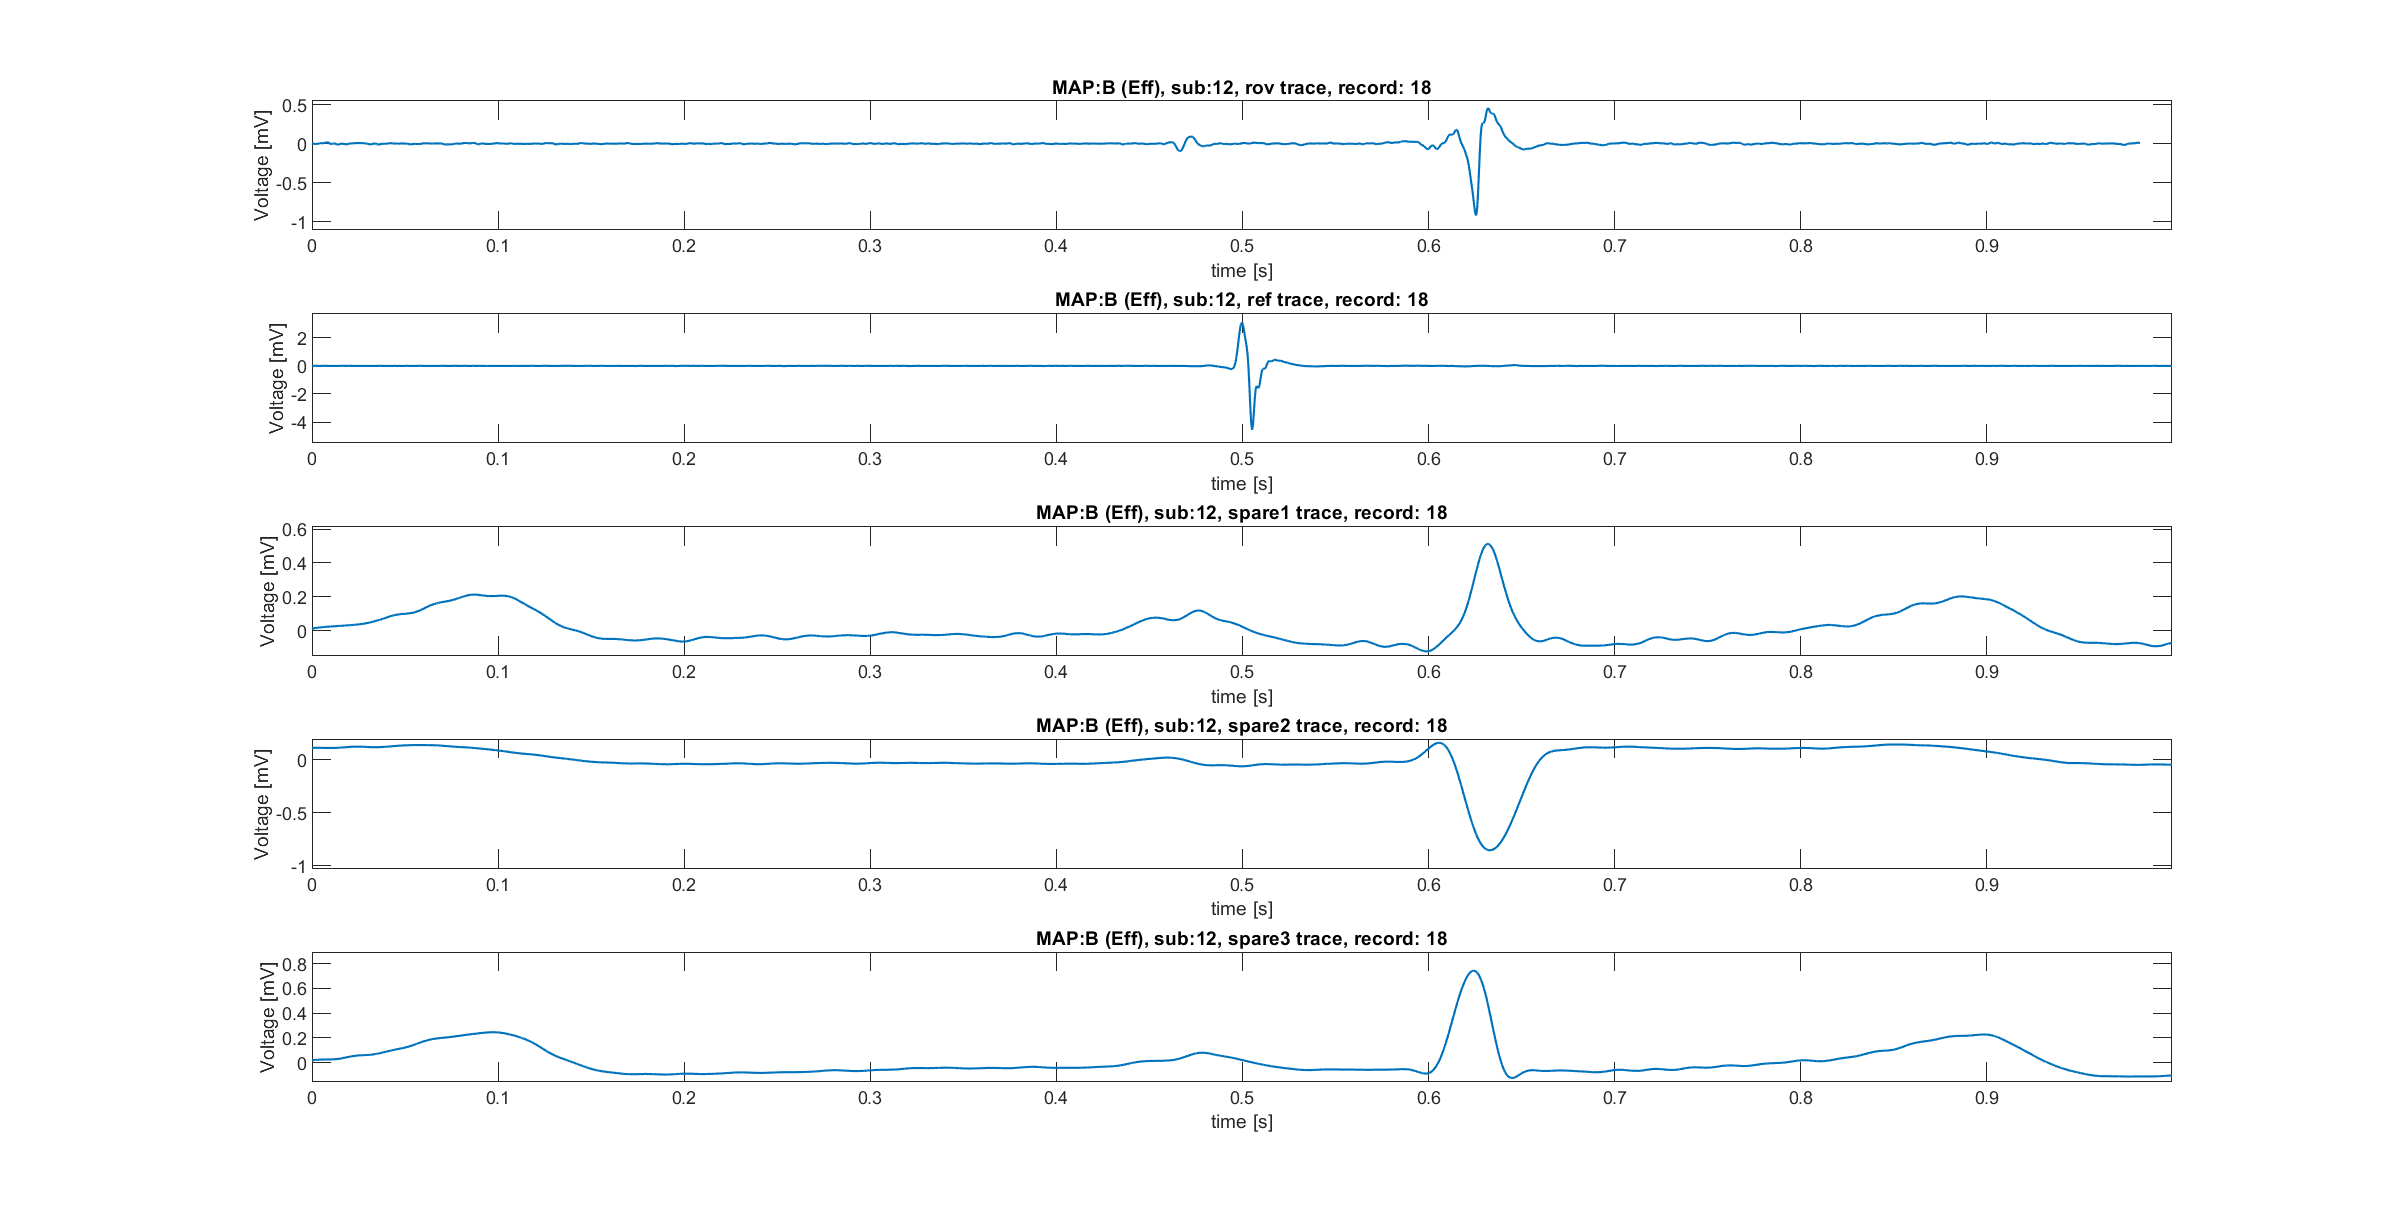 MAP:B (Eff), sub:12, rov trace, record: 18
Voltage [mV]
0.5
0
-0.5
-1
0 0.1 0.2 0.3 0.4 0.5 0.6 0.7 0.8 0.9
time [s]
MAP:B (Eff), sub:12, ref trace, record: 18
Voltage [mV]
2
0
-2
-4
0 0.1 0.2 0.3 0.4 0.5 0.6 0.7 0.8 0.9
time [s]
MAP:B (Eff), sub:12, spare1 trace, record: 18
Voltage [mV]
0.6
0.4
0.2
0
0 0.1 0.2 0.3 0.4 0.5 0.6 0.7 0.8 0.9
time [s]
MAP:B (Eff), sub:12, spare2 trace, record: 18
Voltage [mV]
0
-0.5
-1
0 0.1 0.2 0.3 0.4 0.5 0.6 0.7 0.8 0.9
time [s]
MAP:B (Eff), sub:12, spare3 trace, record: 18
Voltage [mV]
0.8
0.6
0.4
0.2
0
0 0.1 0.2 0.3 0.4 0.5 0.6 0.7 0.8 0.9
time [s]